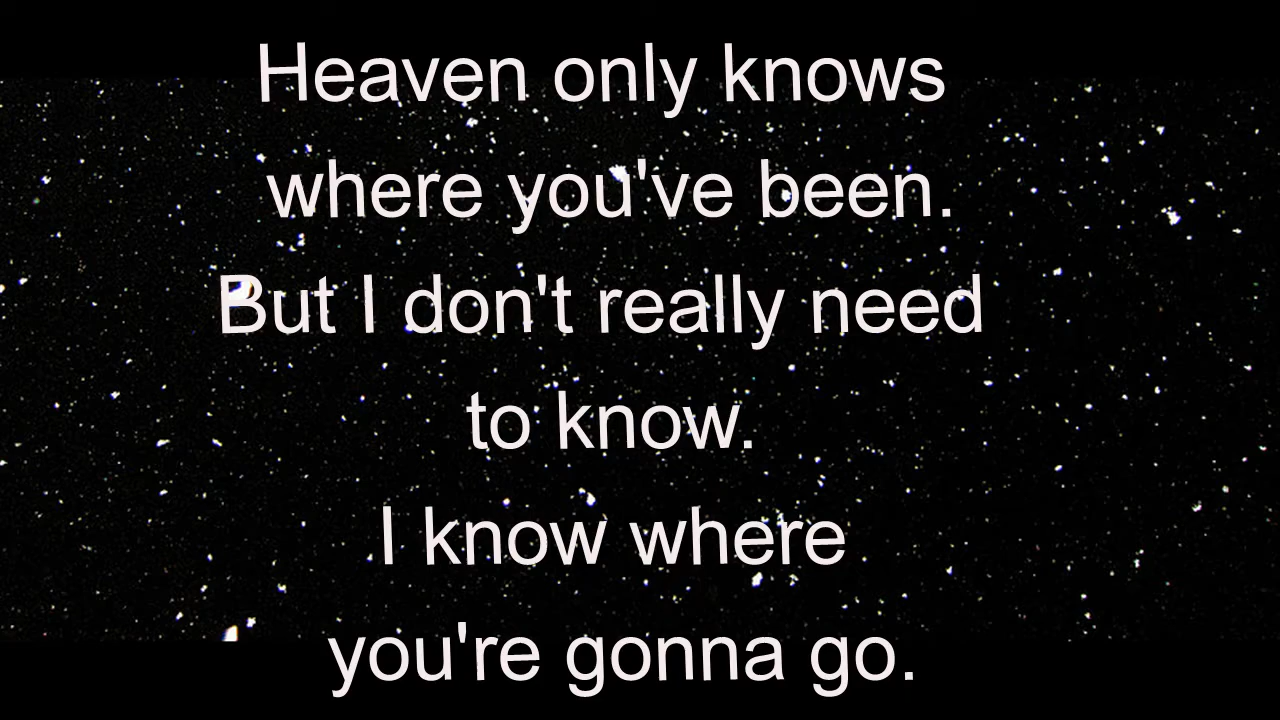 Heaven only knows
where you've been.
But I don't really need
to know.
I know where
you're gonna go.